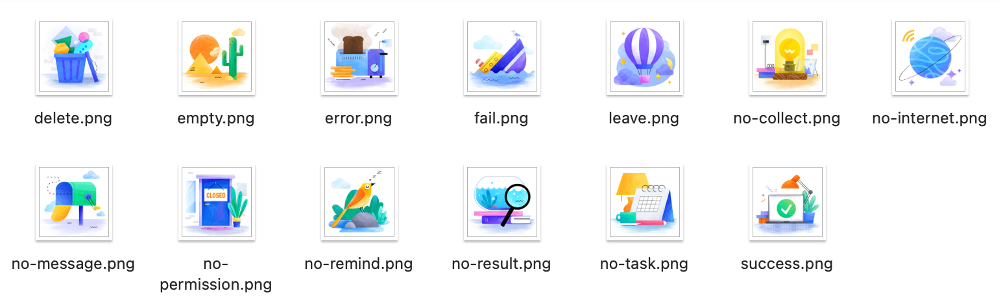 delete.png
empty.png
error.png
fail.png
leave.png
no-collect.png
no-internet.png
CLOSED
no-message.png
no-
permission.png
no-remind.png
no-result.png
no-task.png
success.png